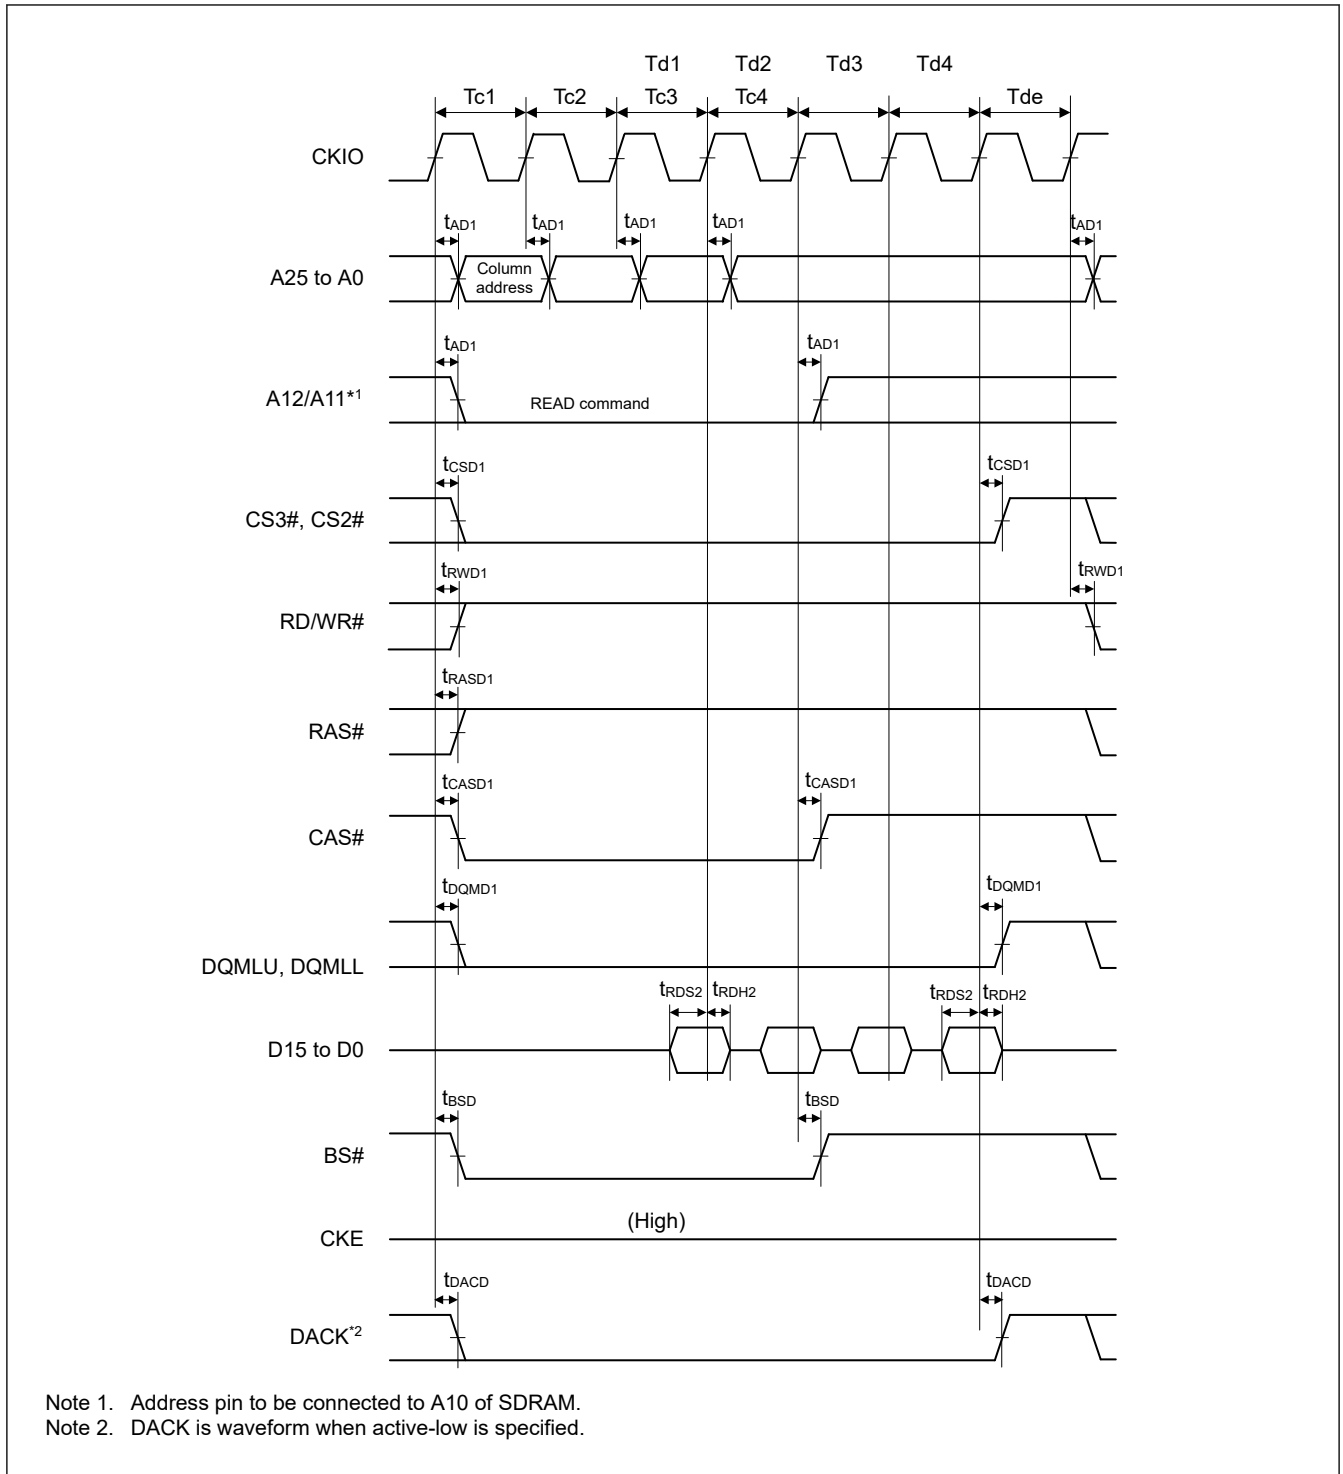 Td1 Td2 Td3 Td4
Tc1 Tc2 Tc3 Tc4 Tde
CKIO
tAD1 tAD1 tAD1 tAD1 tAD1
A25 to A0
Column
address
tAD1 tAD1
A12/A11*1
READ command
tCSD1 tCSD1
CS3#, CS2#
tRWD1 tRWD1
RD/WR#
tRASD1
RAS#
tCASD1 tCASD1
CAS#
tDQMD1 tDQMD1
DQMLU, DQMLL
tRDS2 tRDH2 tRDS2 tRDH2
D15 to D0
tBSD tBSD
BS#
(High)
CKE
tDACD tDACD
DACK*2
Note 1. Address pin to be connected to A10 of SDRAM.
Note 2. DACK is waveform when active-low is specified.